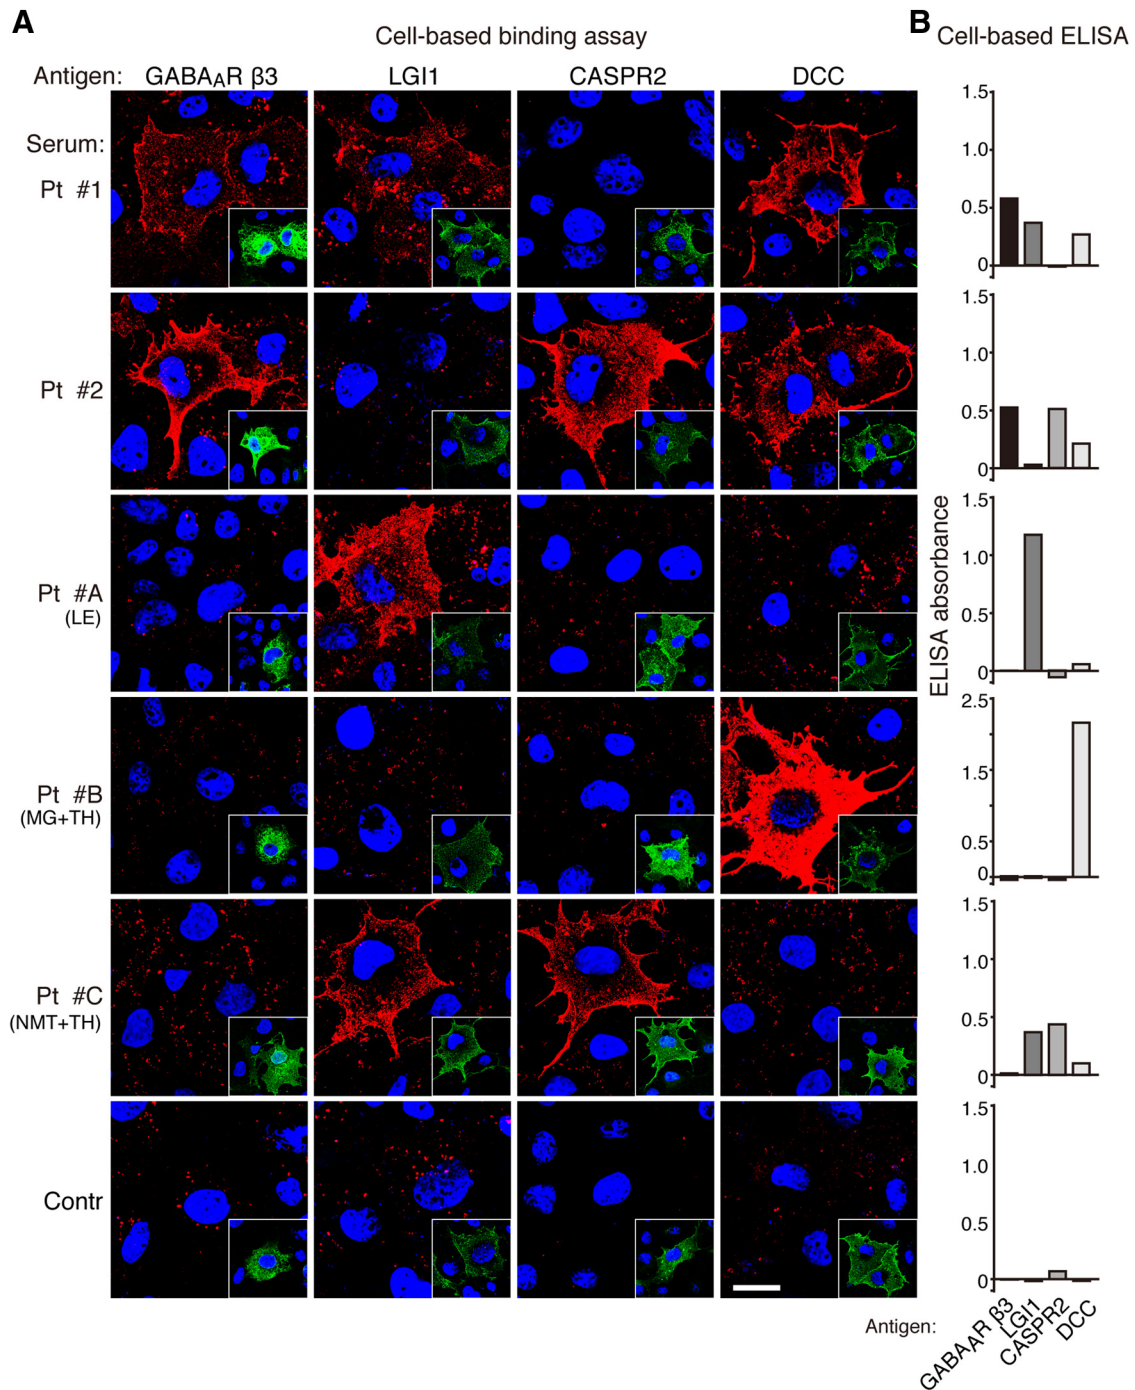 A
B
Cell-based binding assay
Cell-based ELISA
Antigen: GABAAR β3 LGI1 CASPR2 DCC
Serum:
Pt #1
Pt #2
Pt #A
(LE)
Pt #B
(MG+TH)
Pt #C
(NMT+TH)
Contr
ELISA absorbance
1.5
1.0
0.5
0
1.5
1.0
0.5
0
1.5
1.0
0.5
0
2.5
1.5
0.5
0
1.5
1.0
0.5
0
1.5
1.0
0.5
0
Antigen:
GABAAR β3
LGI1
CASPR2
DCC